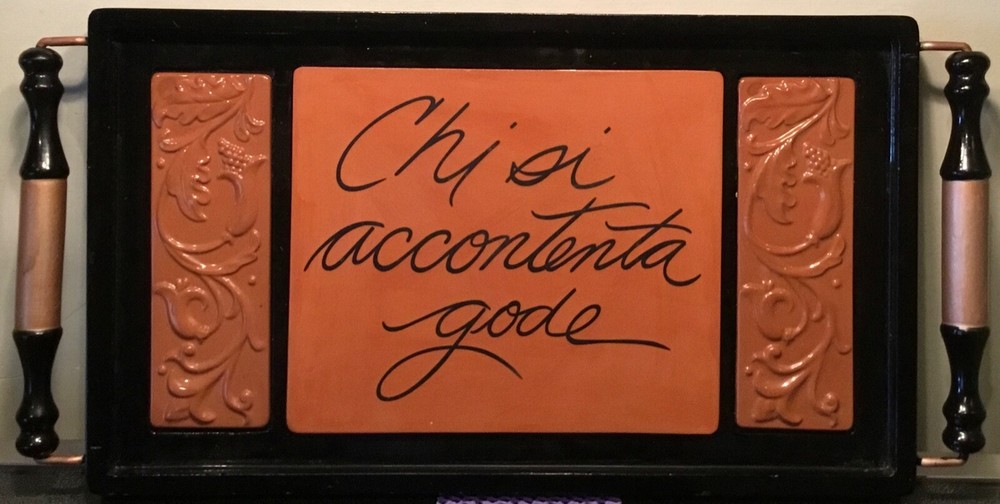 Chi si
accontenta
gode